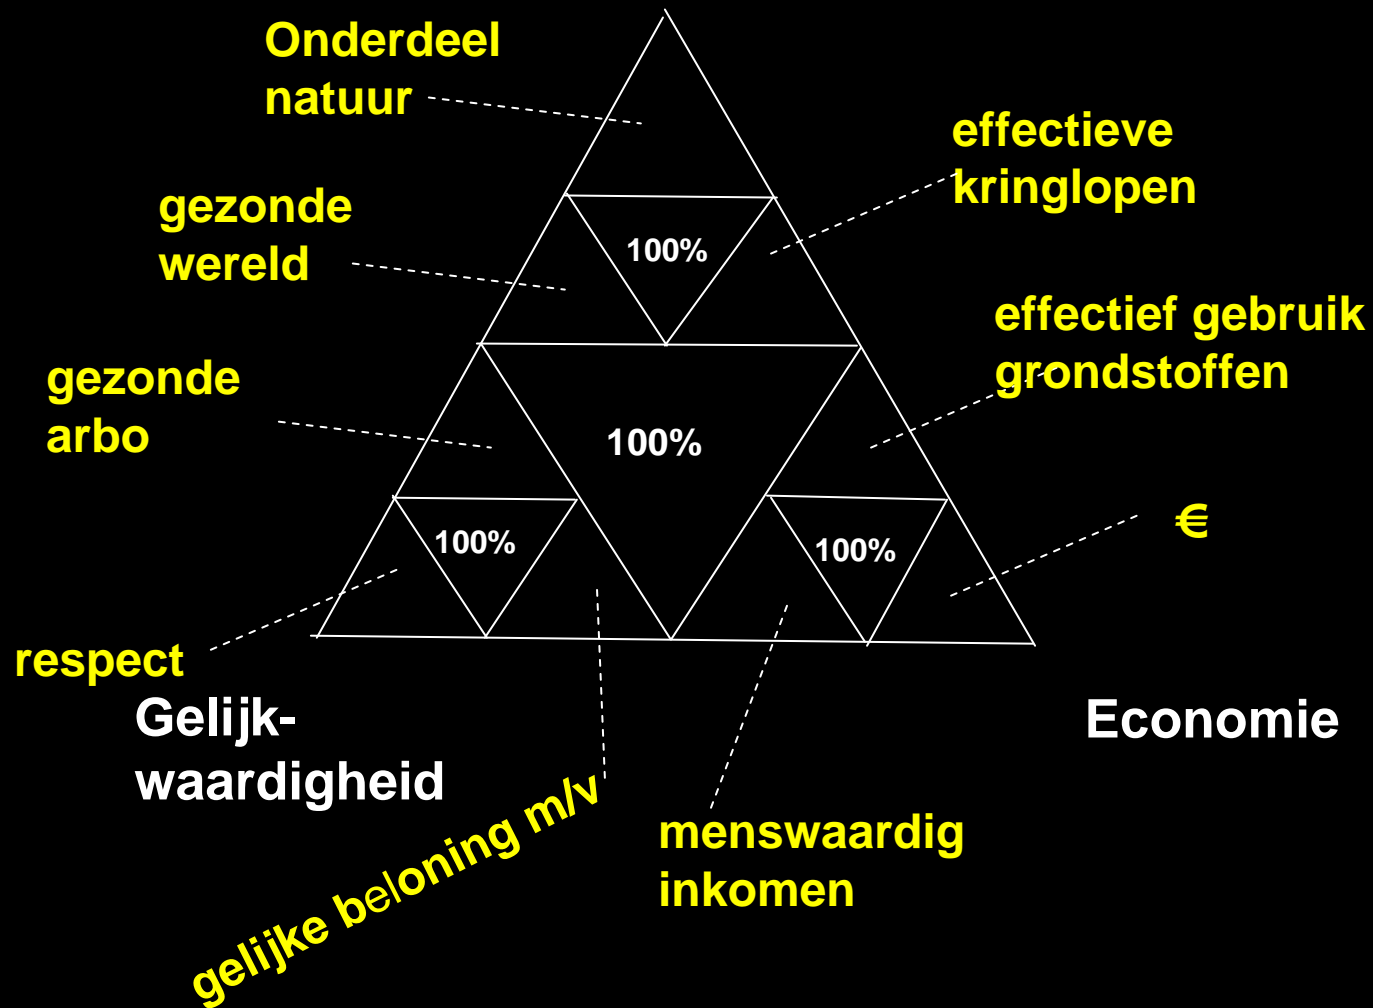 Onderdeel
natuur
effectieve
kringlopen
gezonde
wereld
100%
effectief gebruik
grondstoffen
gezonde
arbo
100%
€
100%
100%
respect
Gelijk-
waardigheid
Economie
gelijke beloning m/v
menswaardig
inkomen